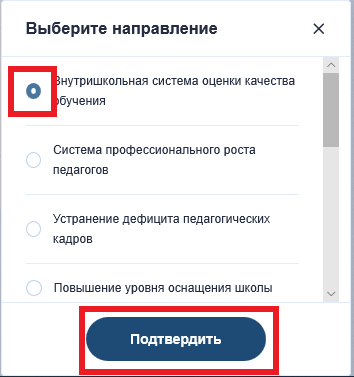 Выберите направление
Внутришкольная система оценки качества
обучения
Система профессионального роста
педагогов
Устранение дефицита педагогических
кадров
Повышение уровня оснащения школы
Подтвердить